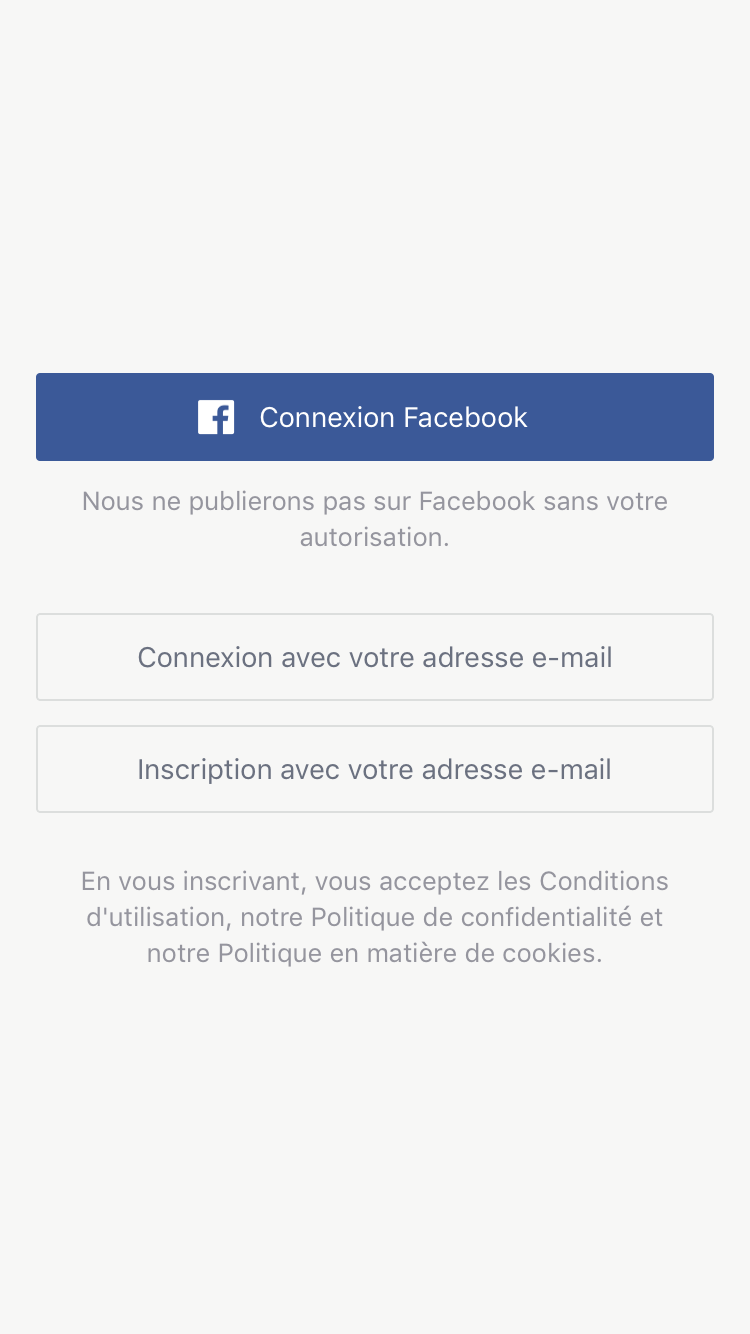 Connexion Facebook
Nous ne publierons pas sur Facebook sans votre
autorisation.
Connexion avec votre adresse e-mail
Inscription avec votre adresse e-mail
En vous inscrivant, vous acceptez les Conditions
d'utilisation, notre Politique de confidentialité et
notre Politique en matière de cookies.